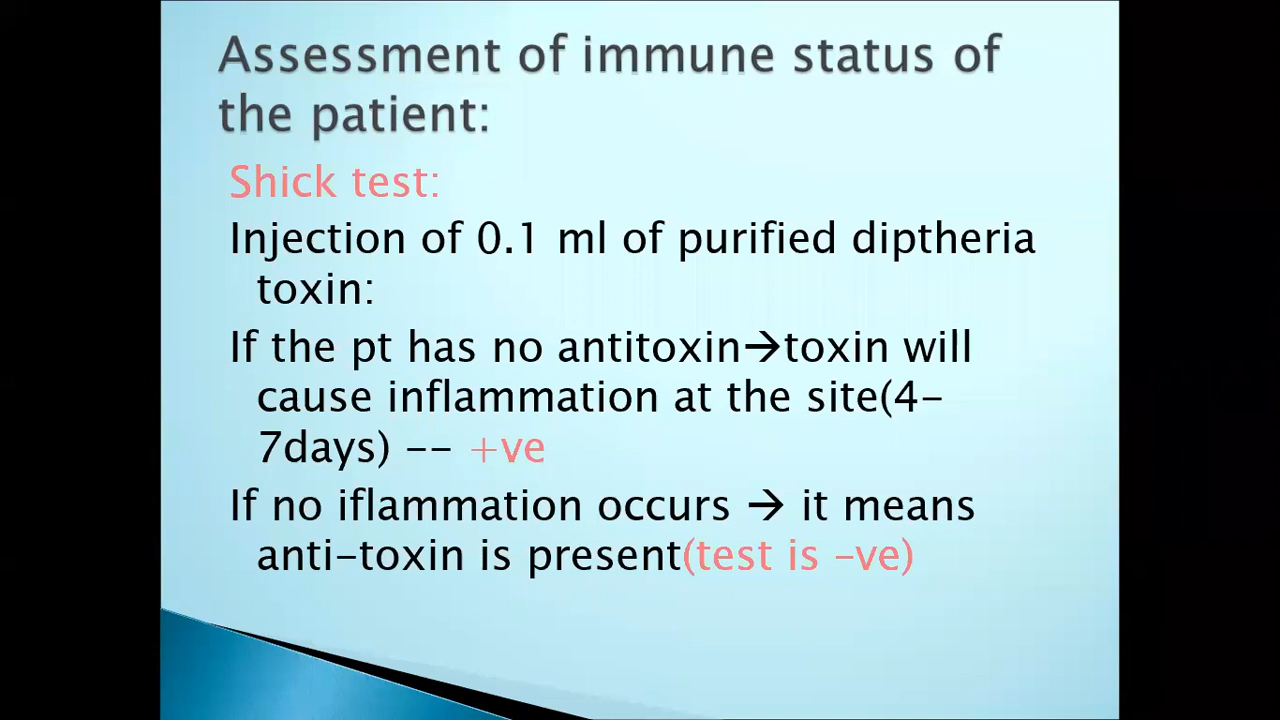 Assessment of immune status of
the patient:
Shick test:
Injection of 0.1 ml of purified diptheria
toxin:
If the pt has no antitoxin→toxin will
cause inflammation at the site(4-
7days) -- +ve
If no iflammation occurs → it means
anti-toxin is present(test is -ve)